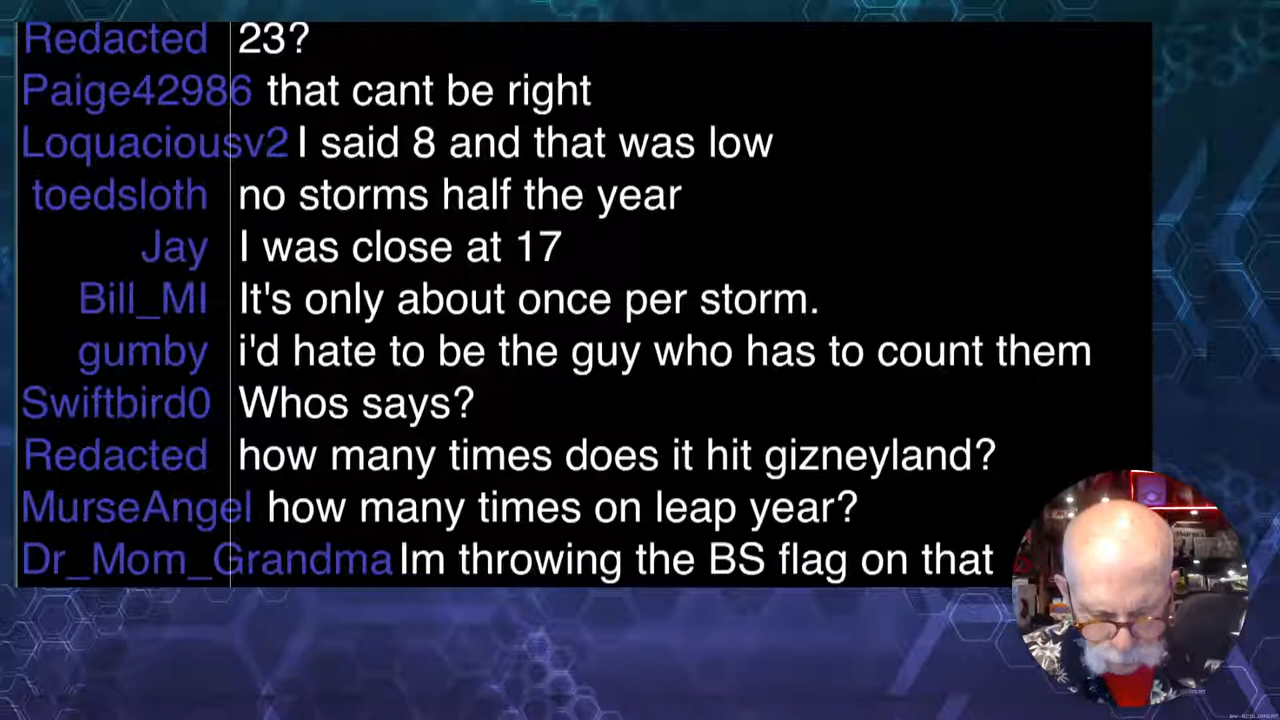 Redacted 23?
Paige42986 that cant be right
Loquaciousv2 I said 8 and that was low
toedsloth no storms half the year
Jay I was close at 17
Bill_MI It's only about once per storm.
gumby i'd hate to be the guy who has to count them
Swiftbird0 Whos says?
Redacted how many times does it hit gizneyland?
MurseAngel how many times on leap year?
Dr_Mom_Grandma Im throwing the BS flag on that